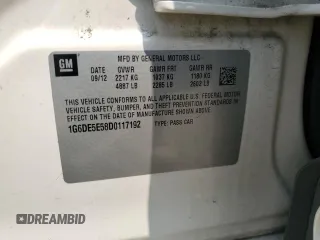 GM
MFD BY GENERAL MOTORS LLC
DATE GVWR GAWR FRT GAWR RR
09/12 2217 KG 1037 KG 1180 KG
4887 LB 2286 LB 2602 LB
THIS VEHICLE CONFORMS TO ALL APPLICABLE U.S. FEDERAL MOTOR
VEHICLE SAFETY, BUMPER, AND THEFT PREVENTION STANDARDS IN
EFFECT ON THE DATE OF MANUFACTURE SHOWN ABOVE.
1G6DE5E58D0117192 TYPE: PASS CAR
DREAMBID